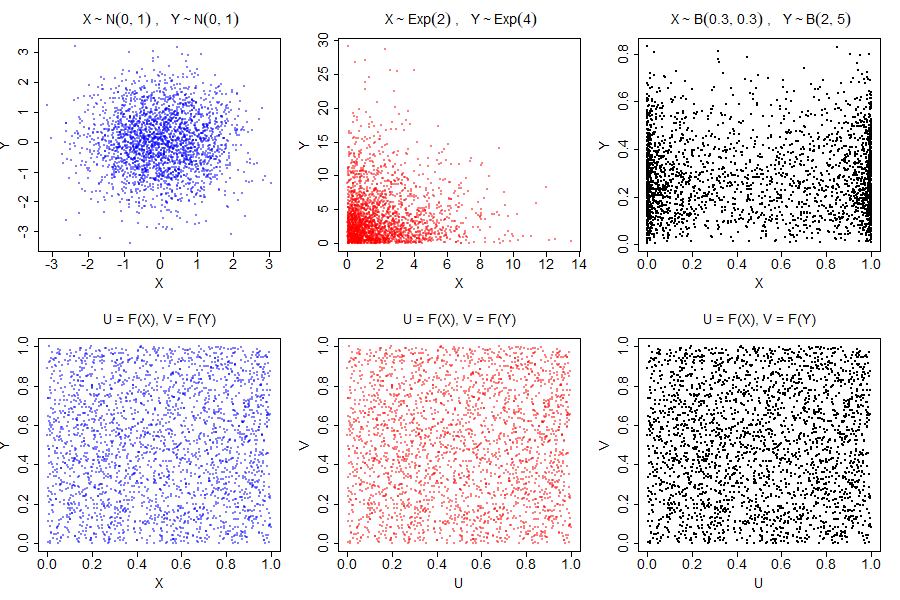 X ~ N(0, 1) ,   Y ~ N(0, 1)
3
2
1
0
-1
-2
-3
Y
-3 -2 -1 0 1 2 3
X
X ~ Exp(2) ,   Y ~ Exp(4)
30
25
20
15
10
5
0
Y
0 2 4 6 8 10 12 14
X
X ~ B(0.3, 0.3) ,   Y ~ B(2, 5)
0.8
0.6
0.4
0.2
0.0
Y
0.0 0.2 0.4 0.6 0.8 1.0
X
U = F(X), V = F(Y)
1.0
0.8
0.6
0.4
0.2
0.0
Y
0.0 0.2 0.4 0.6 0.8 1.0
X
U = F(X), V = F(Y)
1.0
0.8
0.6
0.4
0.2
0.0
V
0.0 0.2 0.4 0.6 0.8 1.0
U
U = F(X), V = F(Y)
1.0
0.8
0.6
0.4
0.2
0.0
V
0.0 0.2 0.4 0.6 0.8 1.0
U